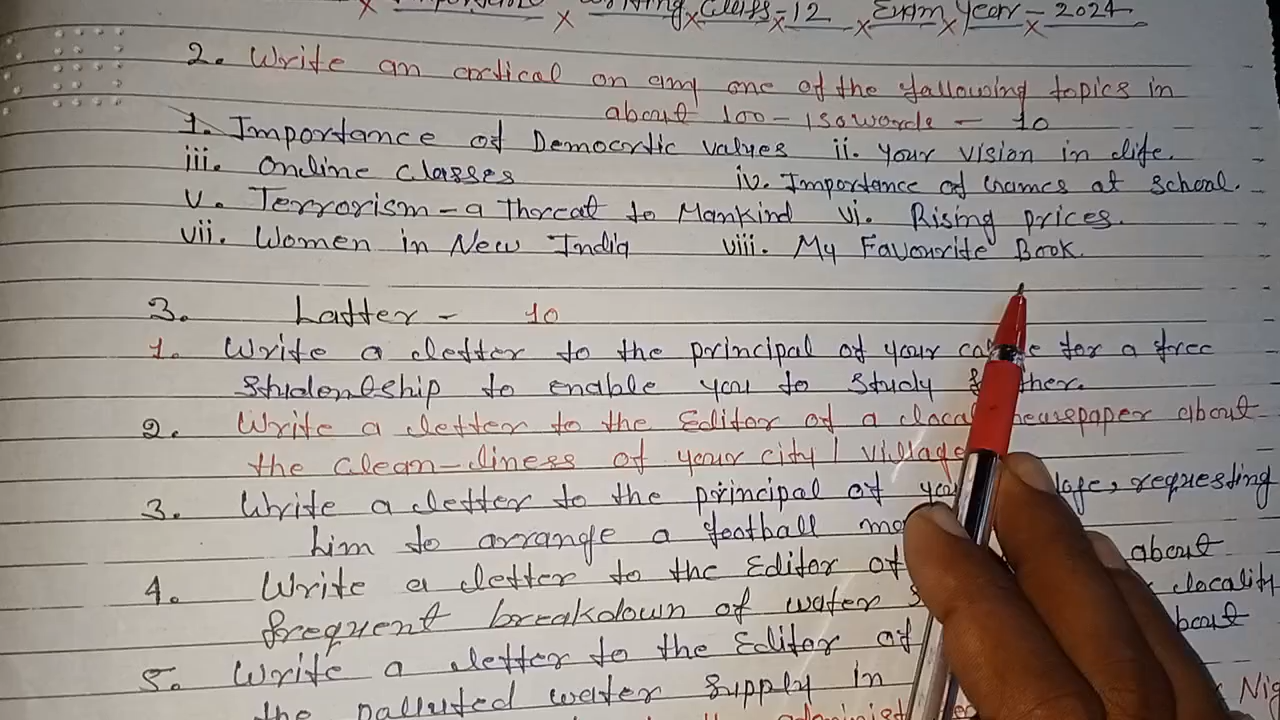 Writing Class - 12 Exam Year - 2024
2. Write an artical on any one of the fallowing topics in
about 100 - 150 words - 10
1. Importance of Democrtic values ii. your vision in life.
iii. Online Classes iv. Importance of Games at School.
v. Terrorism - a Threat to Mankind vi. Rising prices.
vii. Women in New India viii. My Favourite Book.
3. Latter - 10
1. Write a letter to the principal of your for a free
Studentship to enable you to study
2. Write a letter to the Editor of a local newspaper about
the clean-liness of your city / village
3. Write a letter to the principal of requesting
him to arrange a football
4. Write a letter to the Editor of about
frequent breakdown of water locality
5. Write a letter to the Editor of about
the polluted water supply in